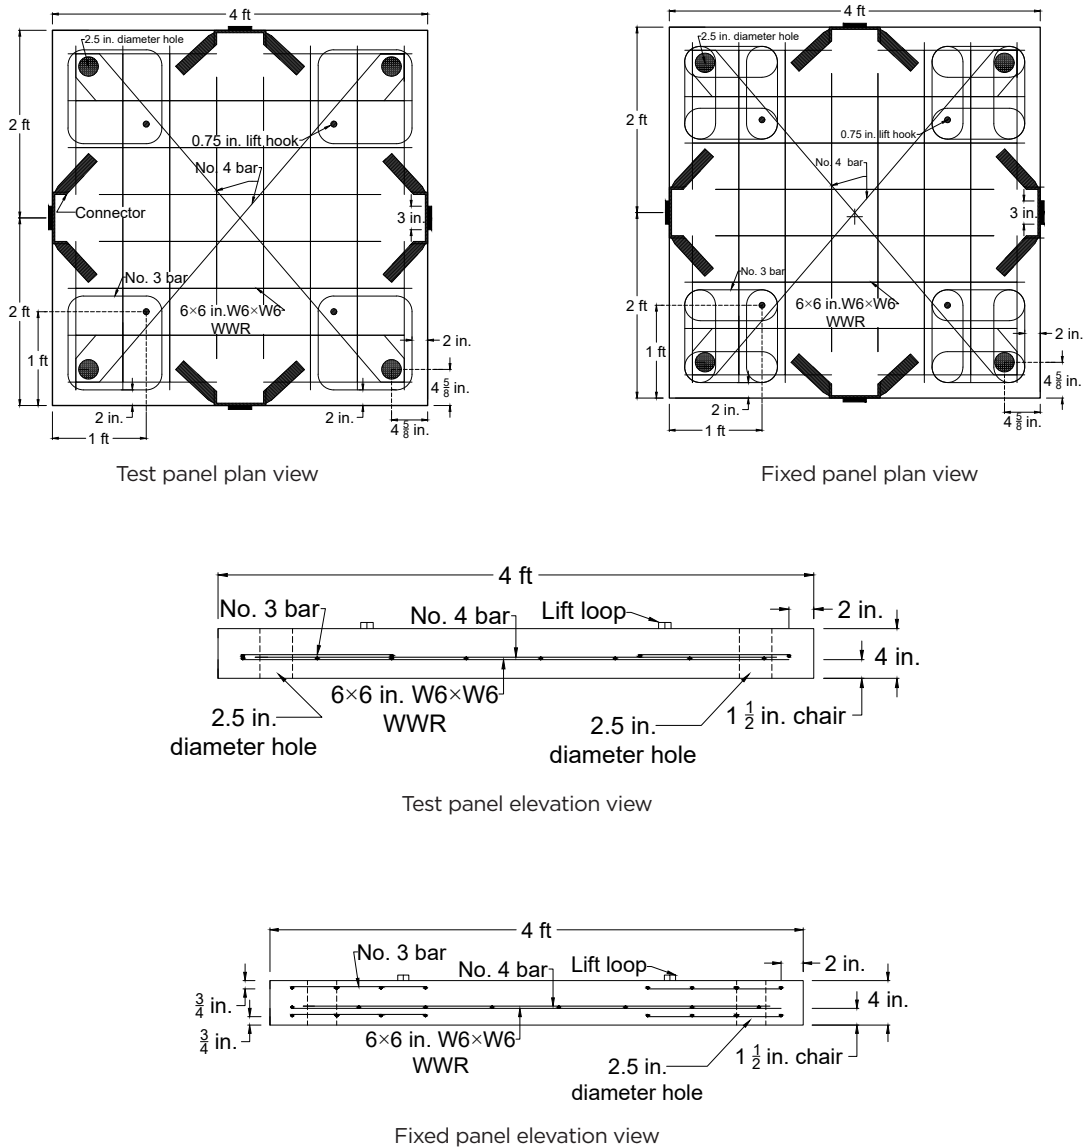 4 ft
2.5 in. diameter hole
2 ft
0.75 in. lift hook
No. 4 bar
Connector
3 in.
No. 3 bar
2 ft
6×6 in.W6×W6
WWR
1 ft
2 in.
4 5/8 in.
2 in.
2 in.
4 5/8 in.
1 ft
Test panel plan view
4 ft
2.5 in. diameter hole
2 ft
0.75 in. lift hook
No. 4 bar
3 in.
No. 3 bar
2 ft
6×6 in.W6×W6
WWR
2 in.
1 ft
4 5/8 in.
2 in.
4 5/8 in.
1 ft
Fixed panel plan view
4 ft
No. 3 bar
No. 4 bar
Lift loop
2 in.
4 in.
6×6 in. W6×W6
WWR
2.5 in.
diameter hole
2.5 in.
diameter hole
1 1/2 in. chair
Test panel elevation view
4 ft
No. 3 bar
No. 4 bar
Lift loop
2 in.
3/4 in.
4 in.
3/4 in.
6×6 in. W6×W6
WWR
2.5 in.
diameter hole
1 1/2 in. chair
Fixed panel elevation view